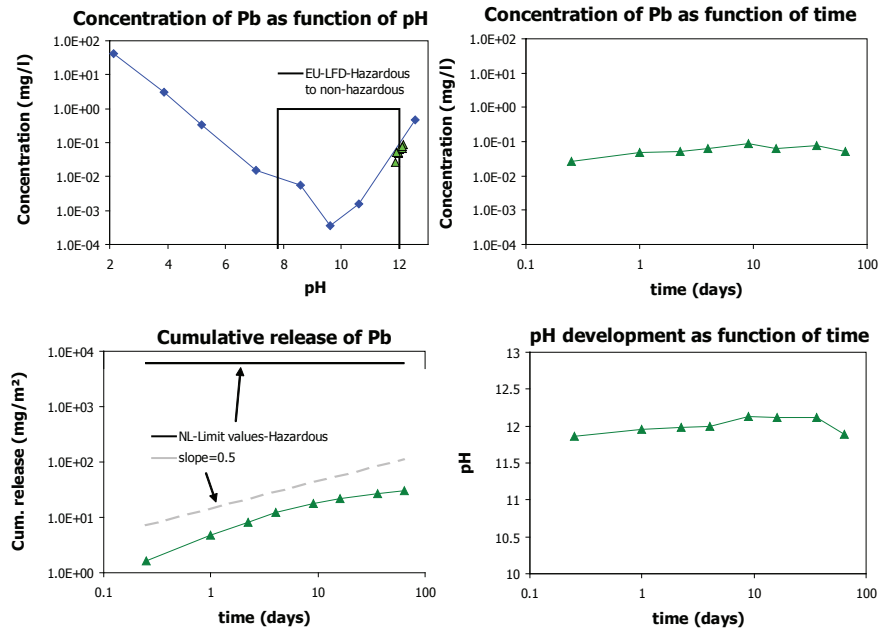 Concentration of Pb as function of pH
Concentration (mg/l)
1.0E+02
1.0E+01
1.0E+00
1.0E-01
1.0E-02
1.0E-03
1.0E-04
EU-LFD-Hazardous
to non-hazardous
2
4
6
8
10
12
pH
Concentration of Pb as function of time
Concentration (mg/l)
1.0E+02
1.0E+01
1.0E+00
1.0E-01
1.0E-02
1.0E-03
1.0E-04
0.1
1
10
100
time (days)
Cumulative release of Pb
Cum. release (mg/m²)
1.0E+04
1.0E+03
1.0E+02
1.0E+01
1.0E+00
NL-Limit values-Hazardous
slope=0.5
0.1
1
10
100
time (days)
pH development as function of time
pH
13
12.5
12
11.5
11
10.5
10
0.1
1
10
100
time (days)